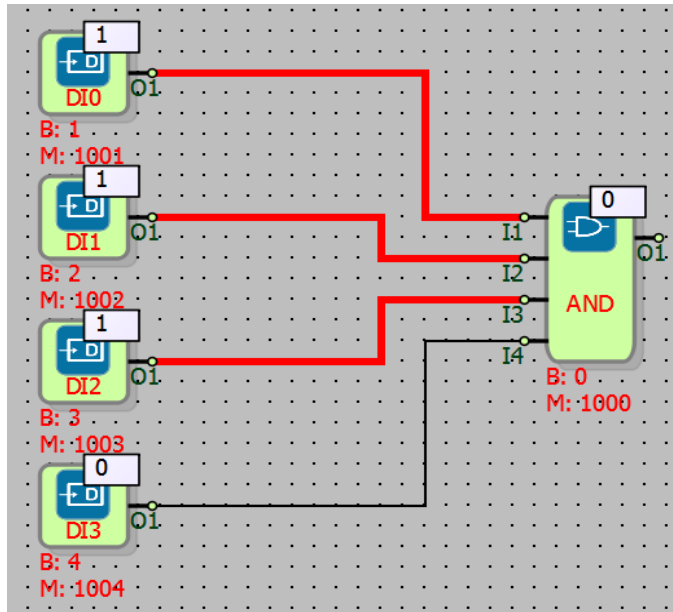 1
D
DI0
O1
B: 1
M: 1001
1
D
DI1
O1
B: 2
M: 1002
1
D
DI2
O1
B: 3
M: 1003
0
D
DI3
O1
B: 4
M: 1004
I1
I2
I3
I4
0
AND
O1
B: 0
M: 1000